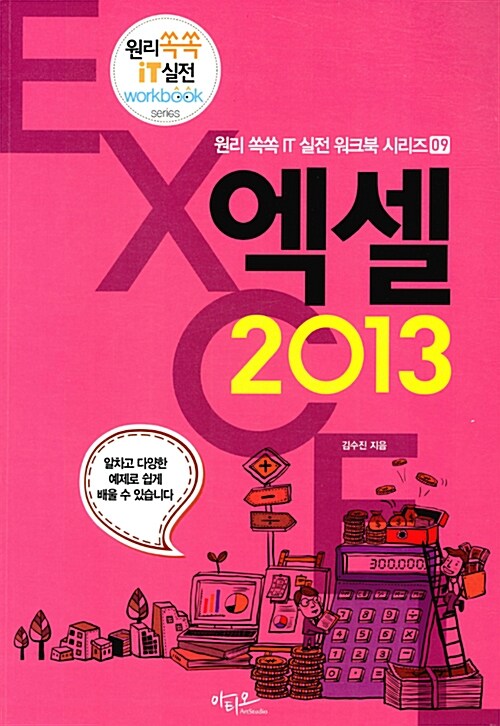 원리쏙쏙
iT실전
workbook
series
원리 쏙쏙 IT 실전 워크북 시리즈 09
EXCE
엑셀
2013
김수진 지음
알차고 다양한
예제로 쉽게
배울 수 있습니다
300,000
아티오
ArtStudio